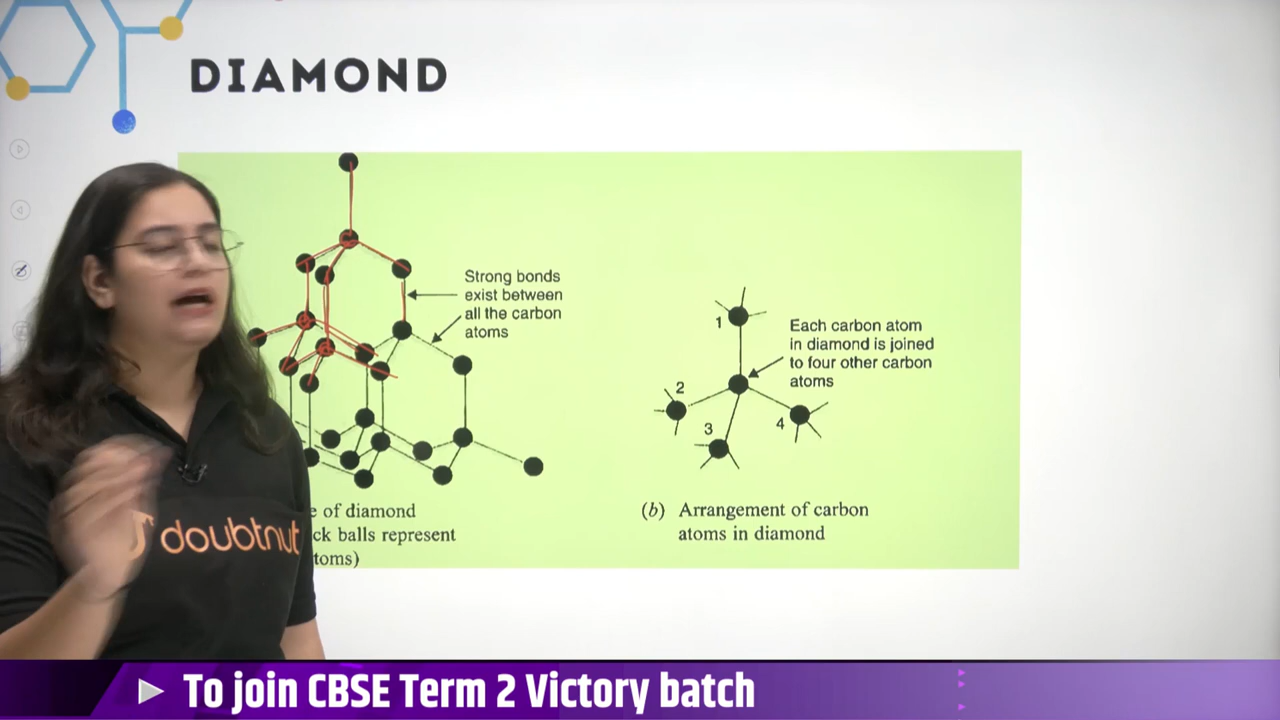 DIAMOND
Strong bonds
exist between
all the carbon
atoms
1
2
3
4
Each carbon atom
in diamond is joined
to four other carbon
atoms
of diamond
balls represent
(b) Arrangement of carbon
atoms in diamond
doubtnut
To join CBSE Term 2 Victory batch